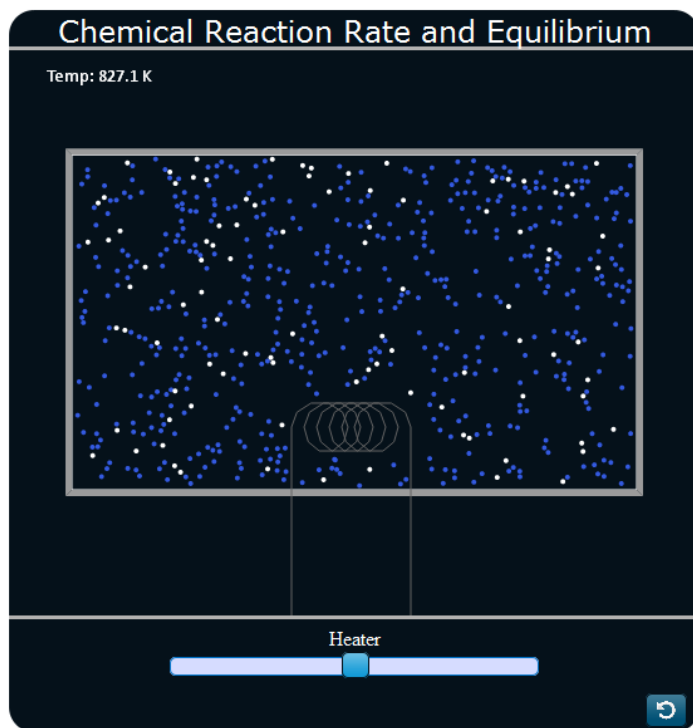 Chemical Reaction Rate and Equilibrium
Temp: 827.1 K
Heater